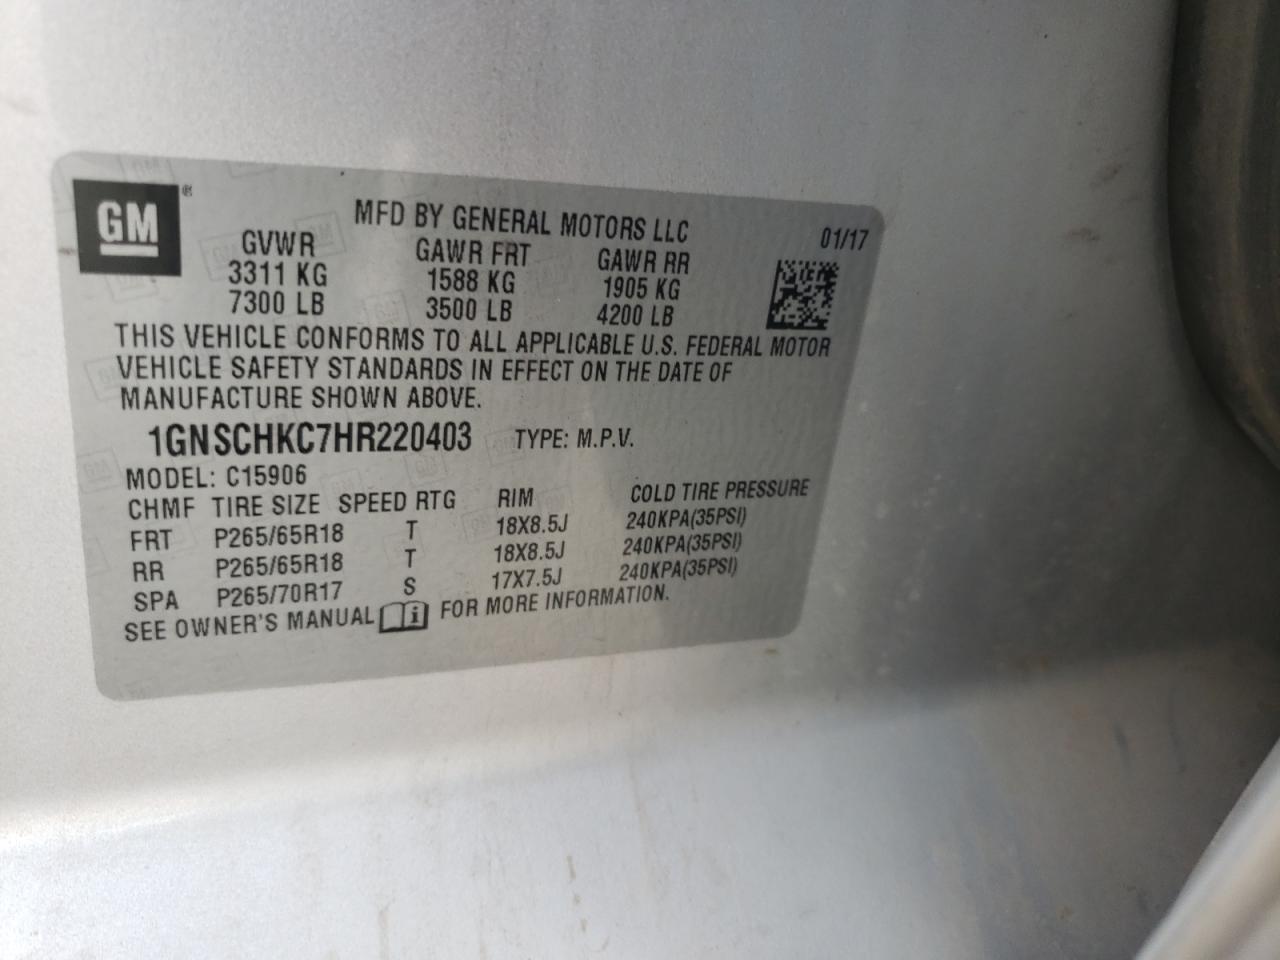 GM ®
MFD BY GENERAL MOTORS LLC
01/17
GVWR GAWR FRT GAWR RR
3311 KG 1588 KG 1905 KG
7300 LB 3500 LB 4200 LB
THIS VEHICLE CONFORMS TO ALL APPLICABLE U.S. FEDERAL MOTOR
VEHICLE SAFETY STANDARDS IN EFFECT ON THE DATE OF
MANUFACTURE SHOWN ABOVE.
1GNSCHKC7HR220403 TYPE: M.P.V.
MODEL: C15906
CHMF TIRE SIZE SPEED RTG RIM COLD TIRE PRESSURE
FRT P265/65R18 T 18X8.5J 240KPA(35PSI)
RR P265/65R18 T 18X8.5J 240KPA(35PSI)
SPA P265/70R17 S 17X7.5J 240KPA(35PSI)
SEE OWNER'S MANUAL i FOR MORE INFORMATION.